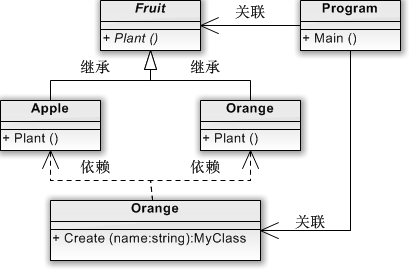 Fruit
关联
Program
+ Plant ()
+ Main ()
继承
继承
Apple
Orange
+ Plant ()
+ Plant ()
依赖
依赖
Orange
关联
+ Create (name:string):MyClass